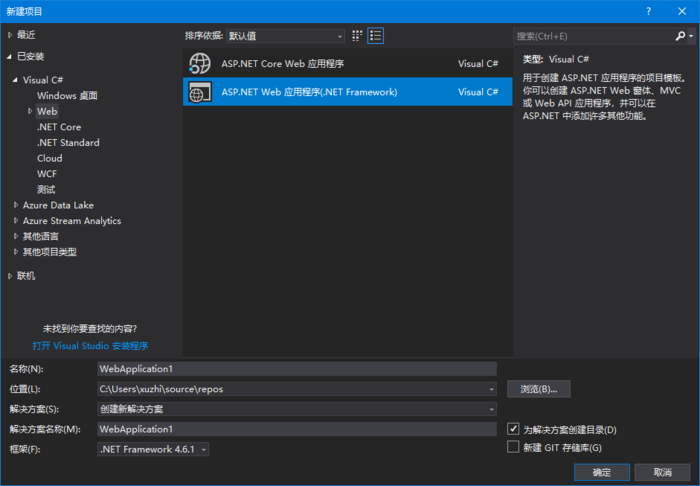 新建项目
最近
已安装
Visual C#
Windows 桌面
Web
.NET Core
.NET Standard
Cloud
WCF
测试
Azure Data Lake
Azure Stream Analytics
其他语言
其他项目类型
联机
未找到你要查找的内容?
打开 Visual Studio 安装程序
排序依据: 默认值
ASP.NET Core Web 应用程序 Visual C#
ASP.NET Web 应用程序(.NET Framework) Visual C#
搜索(Ctrl+E)
类型: Visual C#
用于创建 ASP.NET 应用程序的项目模板。
你可以创建 ASP.NET Web 窗体、MVC
或 Web API 应用程序，并可以在
ASP.NET 中添加许多其他功能。
名称(N): WebApplication1
位置(L): C:\Users\xuzhi\source\repos 浏览(B)...
解决方案(S): 创建新解决方案
解决方案名称(M): WebApplication1
为解决方案创建目录(D)
框架(F): .NET Framework 4.6.1
新建 GIT 存储库(G)
确定 取消